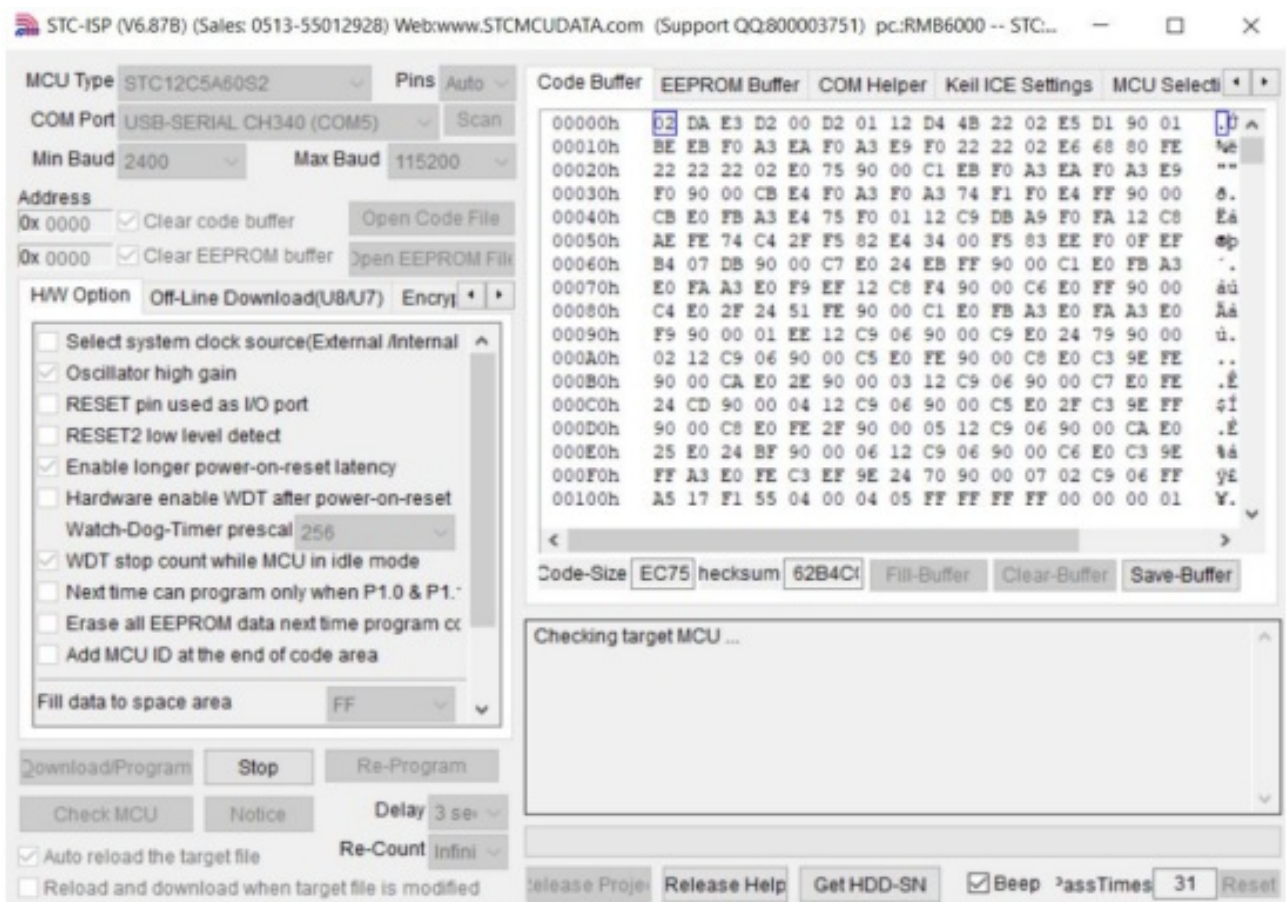 STC-ISP (V6.87B) (Sales: 0513-55012928) Web:www.STCMCUDATA.com (Support QQ:800003751) pc.:RMB6000 -- STC:...
MCU Type STC12C5A60S2 Pins Auto
COM Port USB-SERIAL CH340 (COM5) Scan
Min Baud 2400 Max Baud 115200
Address
0x 0000 Clear code buffer Open Code File
0x 0000 Clear EEPROM buffer Open EEPROM File
H/W Option Off-Line Download(U8/U7) Encryp
Select system clock source(External /Internal
Oscillator high gain
RESET pin used as I/O port
RESET2 low level detect
Enable longer power-on-reset latency
Hardware enable WDT after power-on-reset
Watch-Dog-Timer prescal 256
WDT stop count while MCU in idle mode
Next time can program only when P1.0 & P1.
Erase all EEPROM data next time program co
Add MCU ID at the end of code area
Fill data to space area FF
Download/Program Stop Re-Program
Check MCU Notice Delay 3 sec
Auto reload the target file Re-Count Infini
Reload and download when target file is modified
Code Buffer EEPROM Buffer COM Helper Keil ICE Settings MCU Selecti
00000h 02 DA E3 D2 00 D2 01 12 D4 4B 22 02 E5 D1 90 01
00010h BE EB F0 A3 EA F0 A3 E9 F0 22 22 02 E6 68 80 FE
00020h 22 22 22 02 E0 75 90 00 C1 EB F0 A3 EA F0 A3 E9
00030h F0 90 00 CB E4 F0 A3 F0 A3 74 F1 F0 E4 FF 90 00
00040h CB E0 FB A3 E4 75 F0 01 12 C9 DB A9 F0 FA 12 C8
00050h AE FE 74 C4 2F F5 82 E4 34 00 F5 83 EE F0 0F EF
00060h B4 07 DB 90 00 C7 E0 24 EB FF 90 00 C1 E0 FB A3
00070h E0 FA A3 E0 F9 EF 12 C8 F4 90 00 C6 E0 FF 90 00
00080h C4 E0 2F 24 51 FE 90 00 C1 E0 FB A3 E0 FA A3 E0
00090h F9 90 00 01 EE 12 C9 06 90 00 C9 E0 24 79 90 00
000A0h 02 12 C9 06 90 00 C5 E0 FE 90 00 C8 E0 C3 9E FE
000B0h 90 00 CA E0 2E 90 00 03 12 C9 06 90 00 C7 E0 FE
000C0h 24 CD 90 00 04 12 C9 06 90 00 C5 E0 2F C3 9E FF
000D0h 90 00 C8 E0 FE 2F 90 00 05 12 C9 06 90 00 CA E0
000E0h 25 E0 24 BF 90 00 06 12 C9 06 90 00 C6 E0 C3 9E
000F0h FF A3 E0 FE C3 EF 9E 24 70 90 00 07 02 C9 06 FF
00100h A5 17 F1 55 04 00 04 05 FF FF FF FF 00 00 00 01
Code-Size EC75 hecksum 62B4C Fill-Buffer Clear-Buffer Save-Buffer
Checking target MCU ...
Release Projec Release Help Get HDD-SN Beep PassTimes 31 Reset